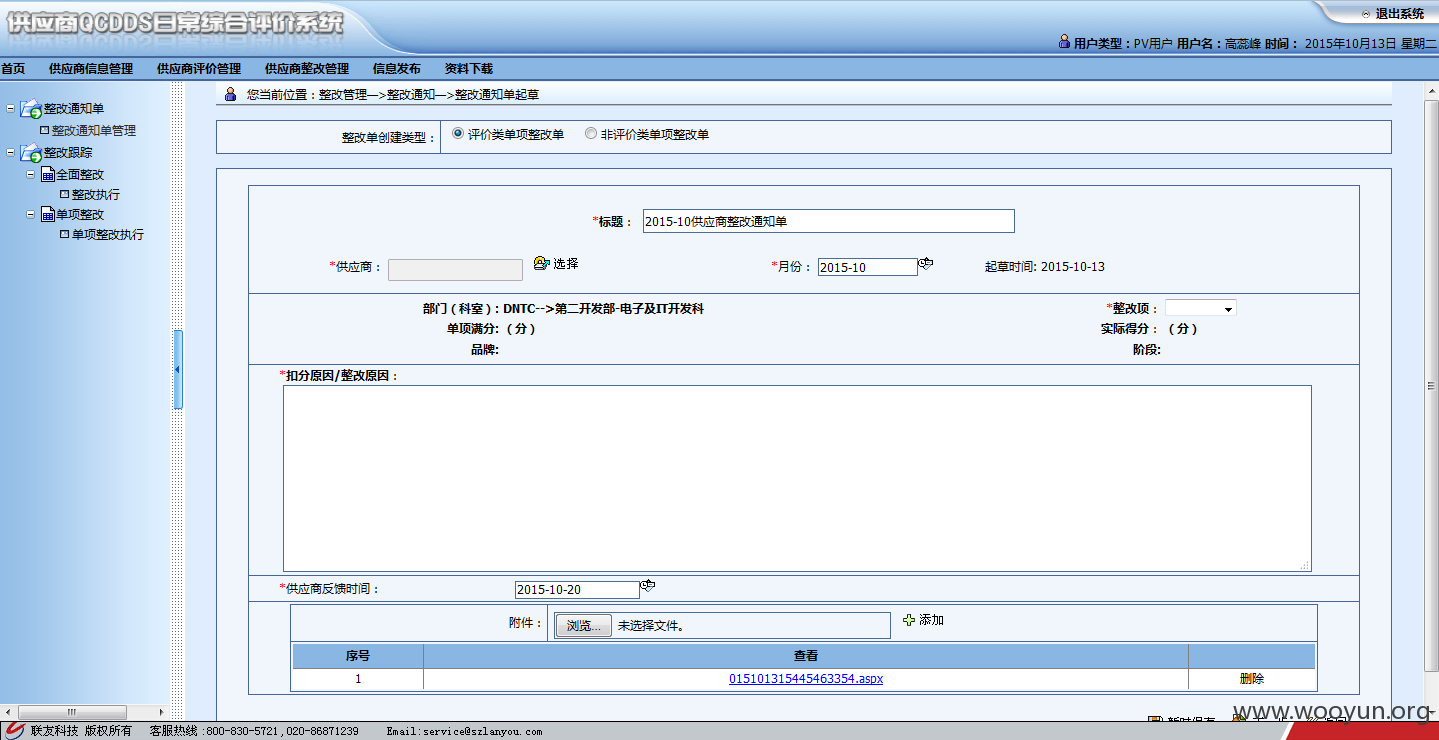 供应商QCDDS日常综合评价系统
退出系统
用户类型：PV用户 用户名：高蕊峰 时间： 2015年10月13日 星期二
首页 供应商信息管理 供应商评价管理 供应商整改管理 信息发布 资料下载
整改通知单
整改通知单管理
整改跟踪
全面整改
整改执行
单项整改
单项整改执行
您当前位置：整改管理—>整改通知—>整改通知单起草
整改单创建类型： 评价类单项整改单 非评价类单项整改单
*标题： 2015-10供应商整改通知单
*供应商： 选择 *月份： 2015-10 起草时间: 2015-10-13
部门（科室）: DNTC-->第二开发部-电子及IT开发科 *整改项：
单项满分: （分） 实际得分： （分）
品牌: 阶段:
*扣分原因/整改原因：
*供应商反馈时间： 2015-10-20
附件： 浏览... 未选择文件。 添加
序号 查看
1 015101315445463354.aspx 删除
www.wooyun.org
联友科技 版权所有 客服热线:800-830-5721,020-86871239 Email:service@szlanyou.com